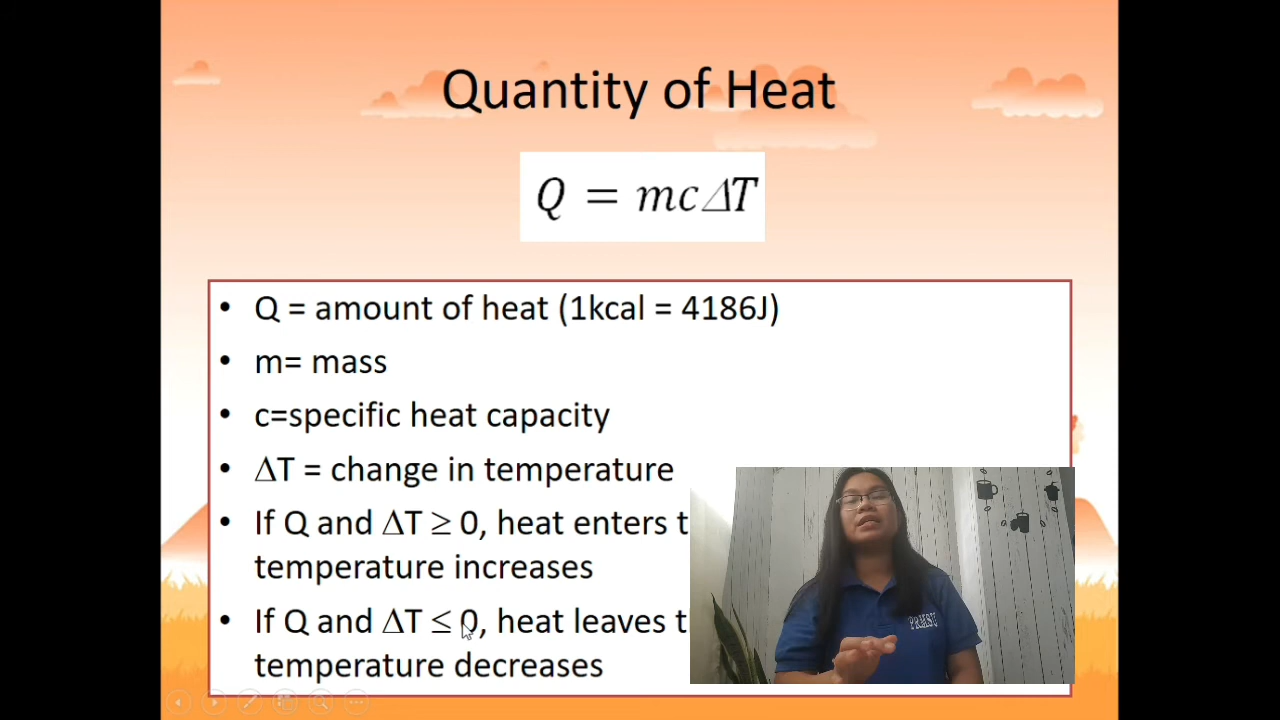 Quantity of Heat
Q = mcΔT
• Q = amount of heat (1kcal = 4186J)
• m= mass
• c=specific heat capacity
• ΔT = change in temperature
• If Q and ΔT ≥ 0, heat enters t
temperature increases
• If Q and ΔT ≤ 0, heat leaves t
temperature decreases
PRMSU